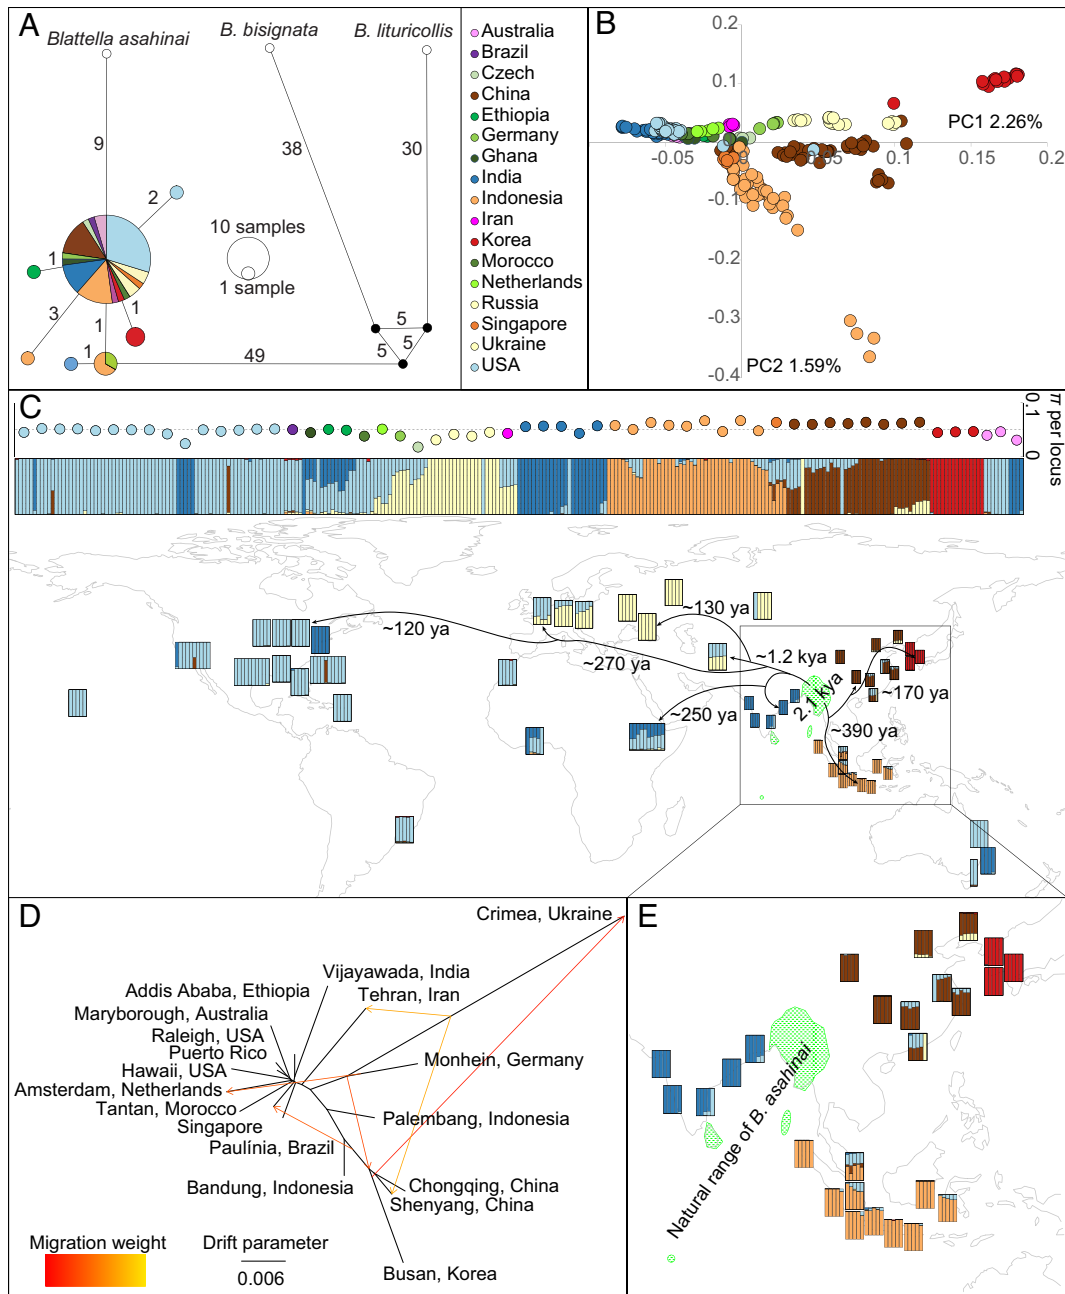 A
Blattella asahinai
B. bisignata
B. lituricollis
9
38
30
2
10 samples
1 sample
1
3
1
1
1
5
5
5
49
Australia
Brazil
Czech
China
Ethiopia
Germany
Ghana
India
Indonesia
Iran
Korea
Morocco
Netherlands
Russia
Singapore
Ukraine
USA
B
0.2
0.1
PC1 2.26%
-0.05
0
0.05
0.1
0.15
0.2
-0.1
-0.2
-0.3
-0.4
PC2 1.59%
C
0.1
0
π per locus
~120 ya
~270 ya
~130 ya
~1.2 kya
2.1 kya
~250 ya
~170 ya
~390 ya
D
Crimea, Ukraine
Vijayawada, India
Tehran, Iran
Addis Ababa, Ethiopia
Maryborough, Australia
Raleigh, USA
Puerto Rico
Hawaii, USA
Amsterdam, Netherlands
Tantan, Morocco
Singapore
Paulínia, Brazil
Monhein, Germany
Palembang, Indonesia
Bandung, Indonesia
Chongqing, China
Shenyang, China
Busan, Korea
Migration weight
Drift parameter
0.006
E
Natural range of B. asahinai